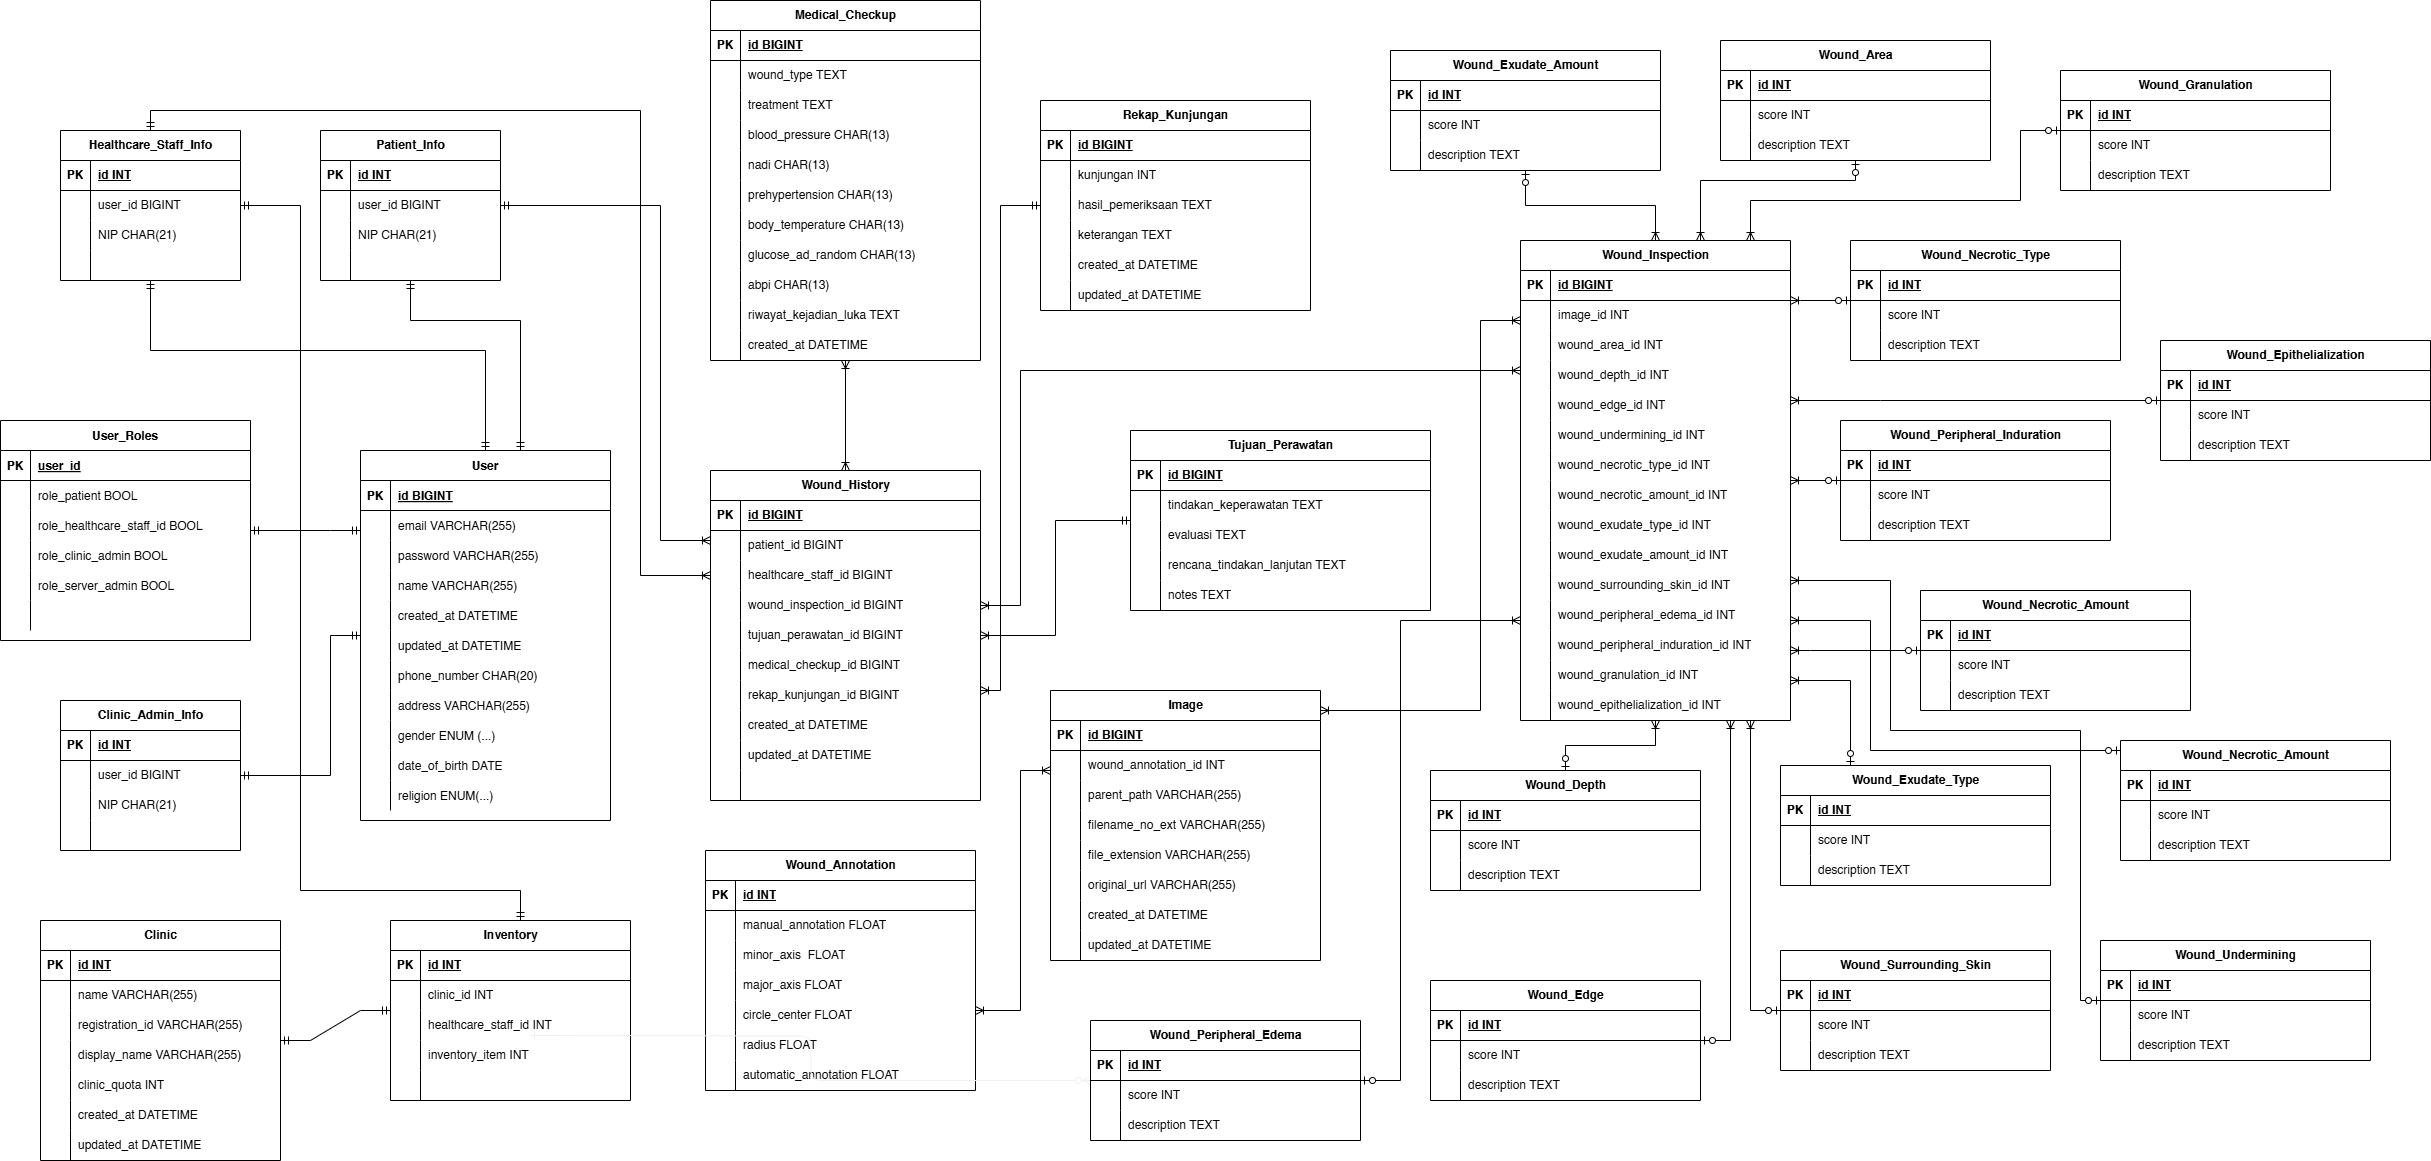 Medical_Checkup
PK id BIGINT
wound_type TEXT
treatment TEXT
blood_pressure CHAR(13)
nadi CHAR(13)
prehypertension CHAR(13)
body_temperature CHAR(13)
glucose_ad_random CHAR(13)
abpi CHAR(13)
riwayat_kejadian_luka TEXT
created_at DATETIME
Healthcare_Staff_Info
PK id INT
user_id BIGINT
NIP CHAR(21)
Patient_Info
PK id INT
user_id BIGINT
NIP CHAR(21)
Rekap_Kunjungan
PK id BIGINT
kunjungan INT
hasil_pemeriksaan TEXT
keterangan TEXT
created_at DATETIME
updated_at DATETIME
Wound_Exudate_Amount
PK id INT
score INT
description TEXT
Wound_Area
PK id INT
score INT
description TEXT
Wound_Granulation
PK id INT
score INT
description TEXT
Wound_Inspection
PK id BIGINT
image_id INT
wound_area_id INT
wound_depth_id INT
wound_edge_id INT
wound_undermining_id INT
wound_necrotic_type_id INT
wound_necrotic_amount_id INT
wound_exudate_type_id INT
wound_exudate_amount_id INT
wound_surrounding_skin_id INT
wound_peripheral_edema_id INT
wound_peripheral_induration_id INT
wound_granulation_id INT
wound_epithelialization_id INT
Wound_Necrotic_Type
PK id INT
score INT
description TEXT
Wound_Epithelialization
PK id INT
score INT
description TEXT
Wound_Peripheral_Induration
PK id INT
score INT
description TEXT
User_Roles
PK user_id
role_patient BOOL
role_healthcare_staff_id BOOL
role_clinic_admin BOOL
role_server_admin BOOL
User
PK id BIGINT
email VARCHAR(255)
password VARCHAR(255)
name VARCHAR(255)
created_at DATETIME
updated_at DATETIME
phone_number CHAR(20)
address VARCHAR(255)
gender ENUM (...)
date_of_birth DATE
religion ENUM(...)
Wound_History
PK id BIGINT
patient_id BIGINT
healthcare_staff_id BIGINT
wound_inspection_id BIGINT
tujuan_perawatan_id BIGINT
medical_checkup_id BIGINT
rekap_kunjungan_id BIGINT
created_at DATETIME
updated_at DATETIME
Tujuan_Perawatan
PK id BIGINT
tindakan_keperawatan TEXT
evaluasi TEXT
rencana_tindakan_lanjutan TEXT
notes TEXT
Wound_Necrotic_Amount
PK id INT
score INT
description TEXT
Clinic_Admin_Info
PK id INT
user_id BIGINT
NIP CHAR(21)
Image
PK id BIGINT
wound_annotation_id INT
parent_path VARCHAR(255)
filename_no_ext VARCHAR(255)
file_extension VARCHAR(255)
original_url VARCHAR(255)
created_at DATETIME
updated_at DATETIME
Wound_Depth
PK id INT
score INT
description TEXT
Wound_Exudate_Type
PK id INT
score INT
description TEXT
Wound_Necrotic_Amount
PK id INT
score INT
description TEXT
Clinic
PK id INT
name VARCHAR(255)
registration_id VARCHAR(255)
display_name VARCHAR(255)
clinic_quota INT
created_at DATETIME
updated_at DATETIME
Inventory
PK id INT
clinic_id INT
healthcare_staff_id INT
inventory_item INT
Wound_Annotation
PK id INT
manual_annotation FLOAT
minor_axis FLOAT
major_axis FLOAT
circle_center FLOAT
radius FLOAT
automatic_annotation FLOAT
Wound_Peripheral_Edema
PK id INT
score INT
description TEXT
Wound_Edge
PK id INT
score INT
description TEXT
Wound_Surrounding_Skin
PK id INT
score INT
description TEXT
Wound_Undermining
PK id INT
score INT
description TEXT